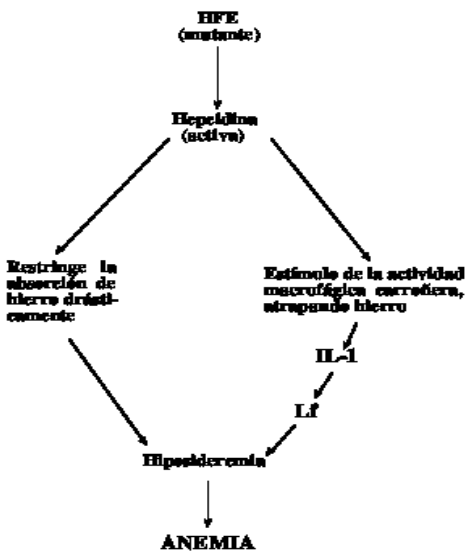 HFE
(mutante)
Hepcidina
(activa)
Restringe la
absorción de
hierro drásti-
camente
Estímulo de la actividad
macrofágica carroñera,
atrapando hierro
IL-1
Lf
Hiposideremia
ANEMIA